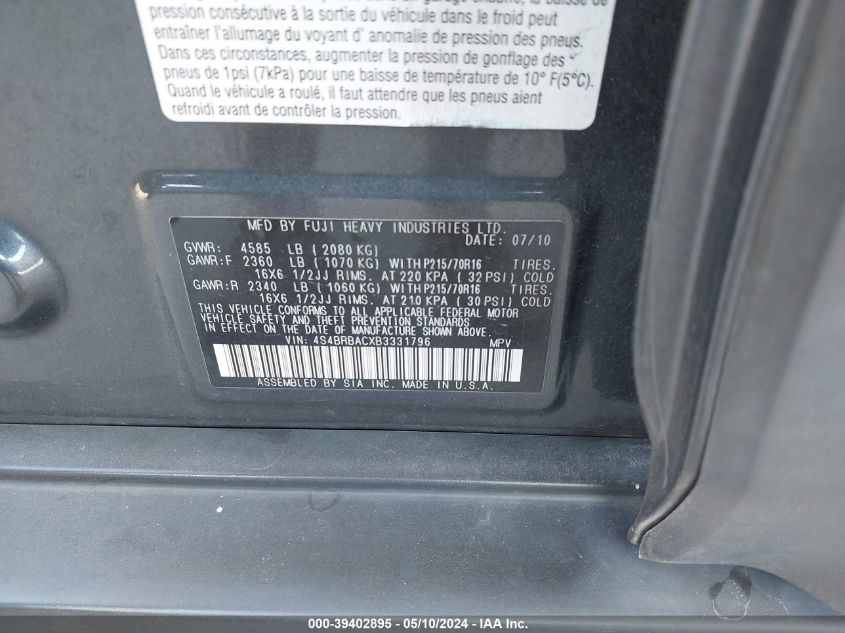 pression consécutive à la sortie du véhicule dans le froid peut
entraîner l'allumage du voyant d' anomalie de pression des pneus.
Dans ces circonstances, augmenter la pression de gonflage des
pneus de 1psi (7kPa) pour une baisse de température de 10° F(5°C).
Quand le véhicule a roulé, il faut attendre que les pneus aient
refroidi avant de contrôler la pression.
MFD BY FUJI HEAVY INDUSTRIES LTD.
DATE: 07/10
GVWR: 4585 LB ( 2080 KG)
GAWR:F 2360 LB ( 1070 KG) WITH P215/70R16 TIRES.
16X6 1/2JJ RIMS. AT 220 KPA ( 32 PSI) COLD
GAWR:R 2340 LB ( 1060 KG) WITH P215/70R16 TIRES.
16X6 1/2JJ RIMS. AT 210 KPA ( 30 PSI) COLD
THIS VEHICLE CONFORMS TO ALL APPLICABLE FEDERAL MOTOR
VEHICLE SAFETY AND THEFT PREVENTION STANDARDS
IN EFFECT ON THE DATE OF MANUFACTURE SHOWN ABOVE.
VIN: 4S4BRBACXB3331796 MPV
ASSEMBLED BY SIA INC. MADE IN U.S.A.
000-39402895 - 05/10/2024 - © IAA Inc.